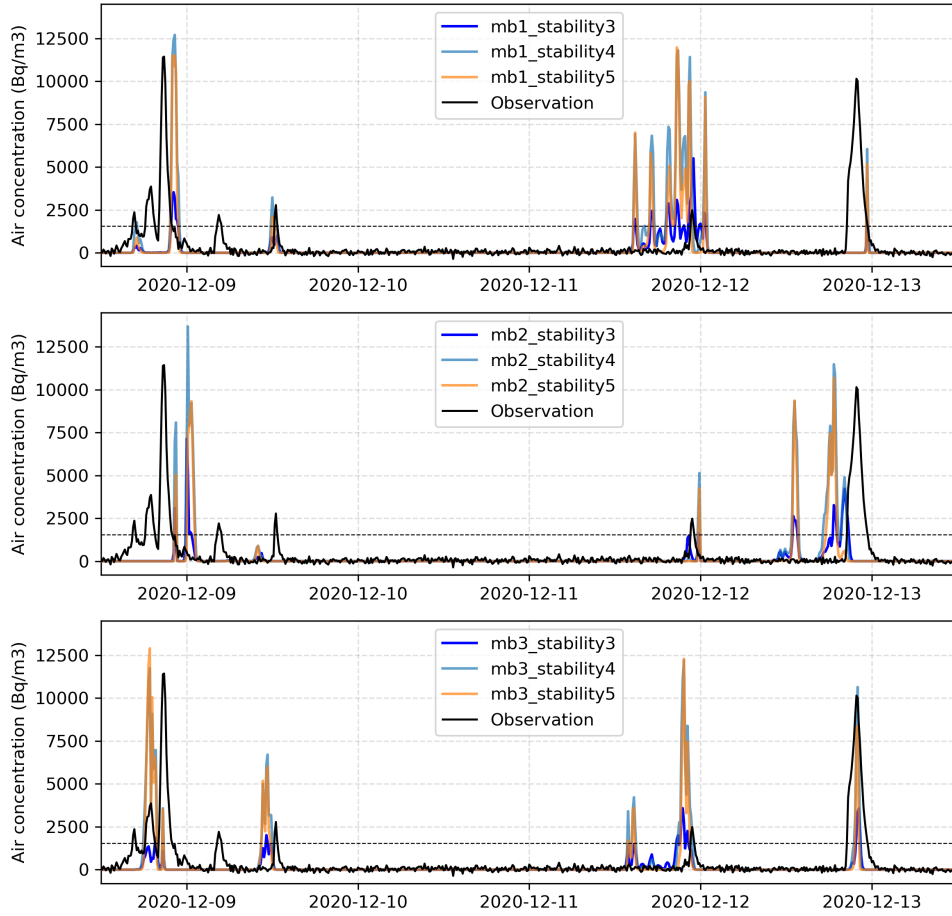 Air concentration (Bq/m3)
12500
10000
7500
5000
2500
0
mb1_stability3
mb1_stability4
mb1_stability5
Observation
2020-12-09 2020-12-10 2020-12-11 2020-12-12 2020-12-13
Air concentration (Bq/m3)
12500
10000
7500
5000
2500
0
mb2_stability3
mb2_stability4
mb2_stability5
Observation
2020-12-09 2020-12-10 2020-12-11 2020-12-12 2020-12-13
Air concentration (Bq/m3)
12500
10000
7500
5000
2500
0
mb3_stability3
mb3_stability4
mb3_stability5
Observation
2020-12-09 2020-12-10 2020-12-11 2020-12-12 2020-12-13